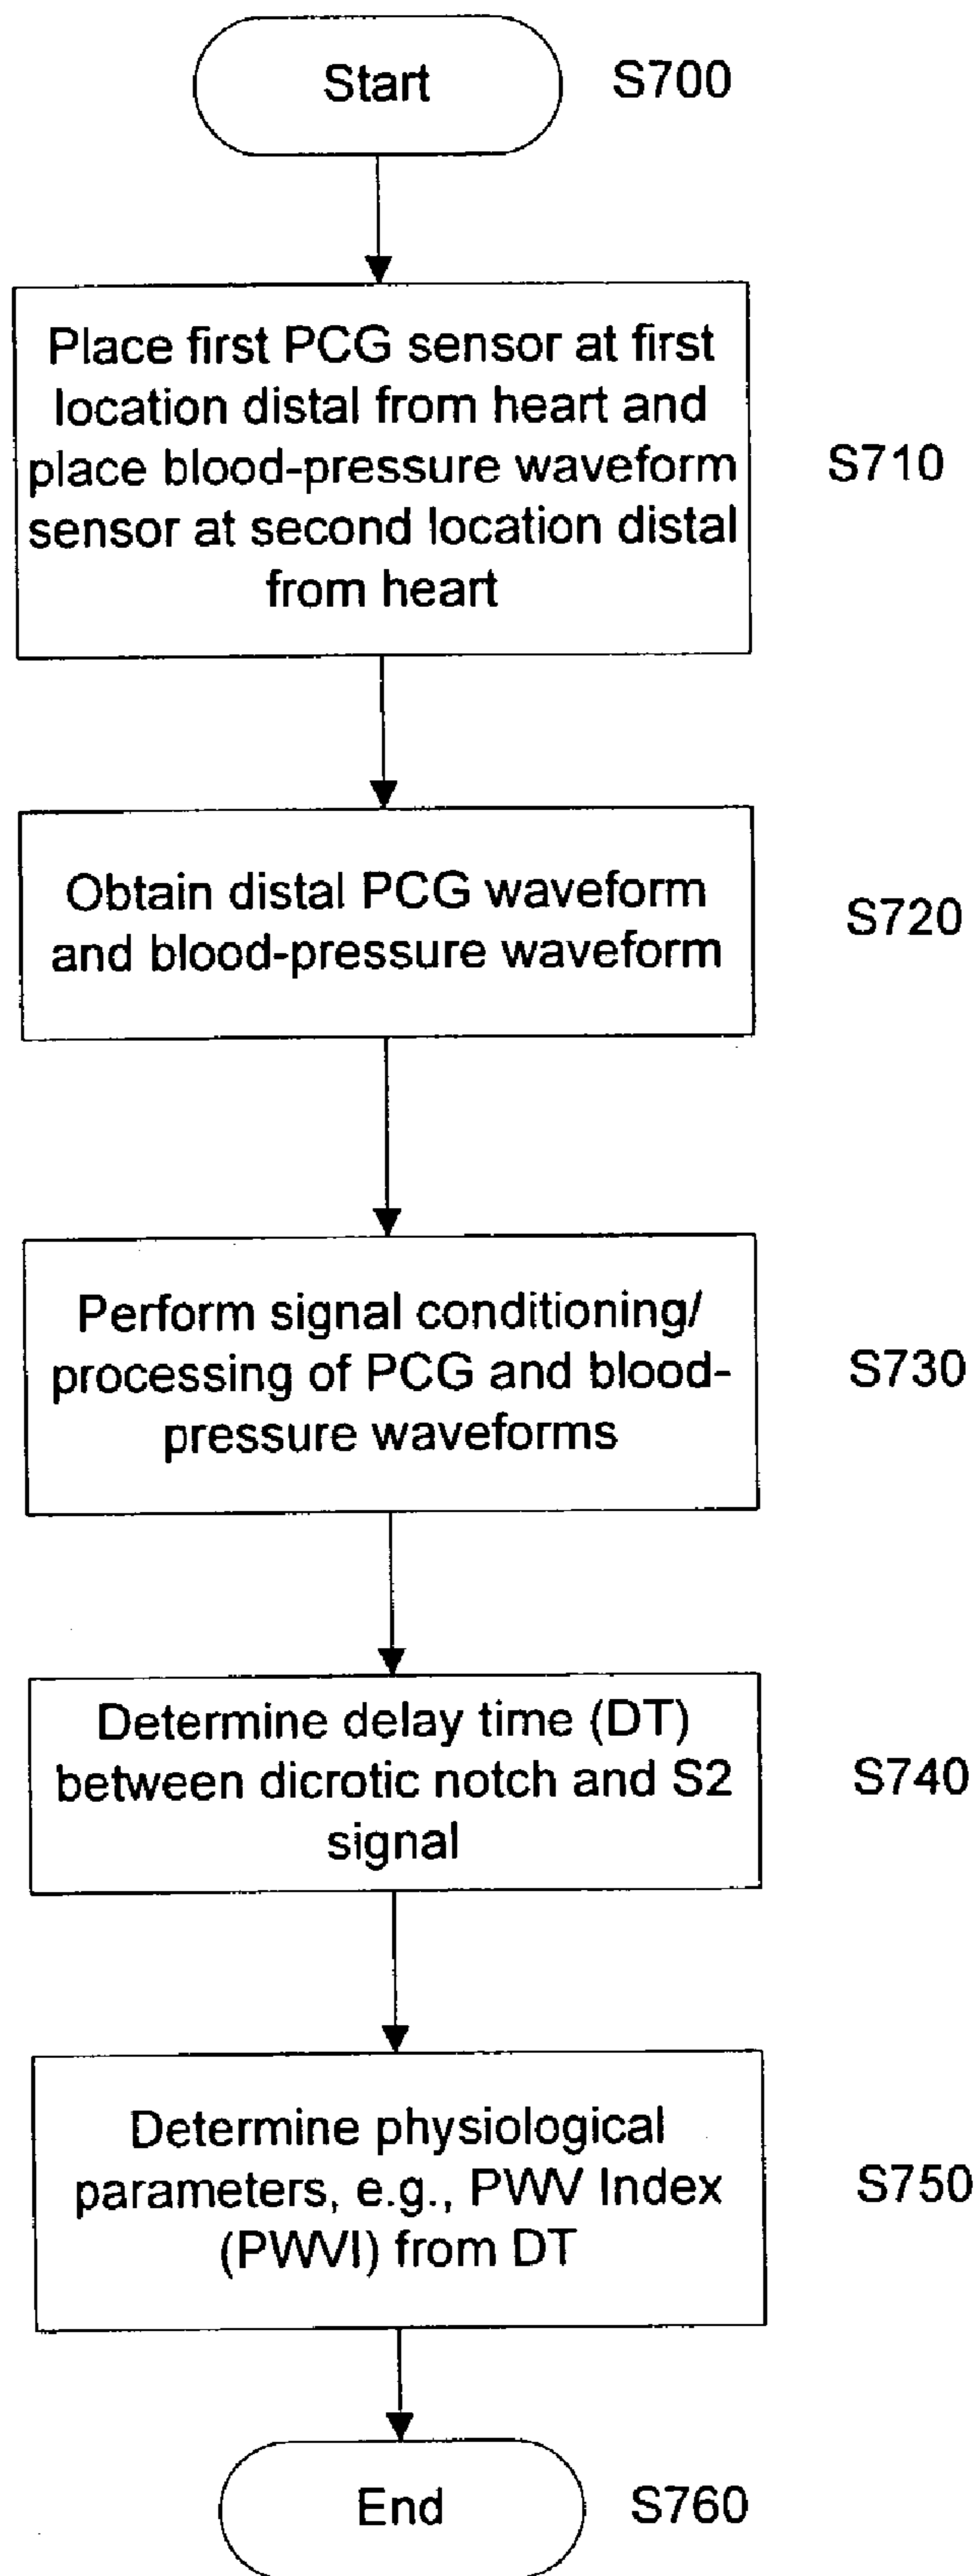 Start
S700
Place first PCG sensor at first
location distal from heart and
place blood-pressure waveform
sensor at second location distal
from heart
S710
Obtain distal PCG waveform
and blood-pressure waveform
S720
Perform signal conditioning/
processing of PCG and blood-
pressure waveforms
S730
Determine delay time (DT)
between dicrotic notch and S2
signal
S740
Determine physiological
parameters, e.g., PWV Index
(PWVI) from DT
S750
End
S760